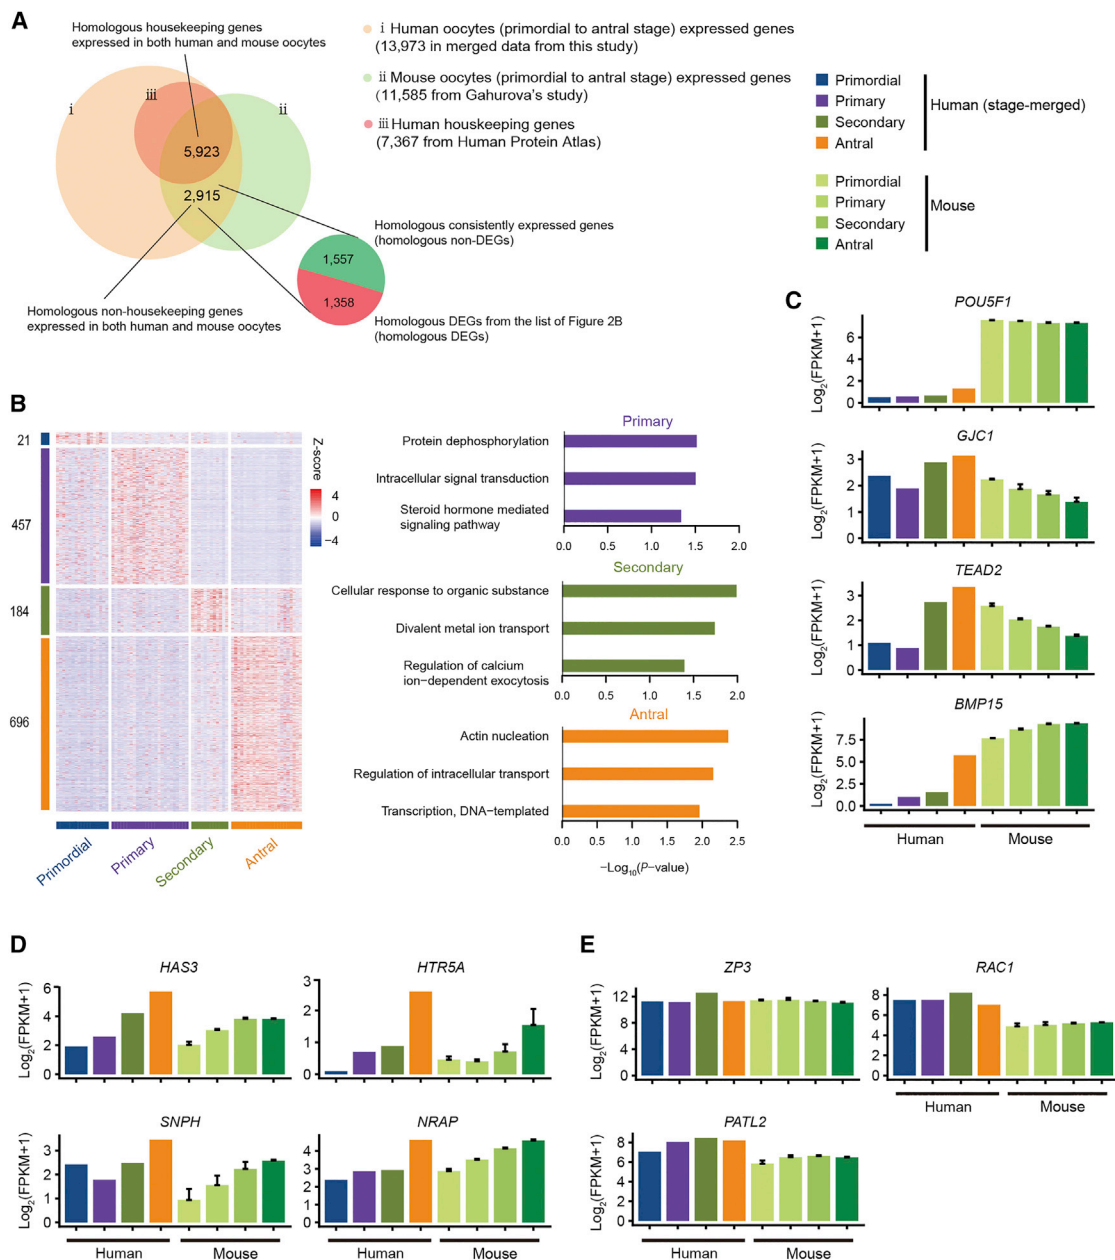 A
Homologous housekeeping genes
expressed in both human and mouse oocytes
i
iii
ii
5,923
2,915
Homologous non-housekeeping genes
expressed in both human and mouse oocytes
i Human oocytes (primordial to antral stage) expressed genes
(13,973 in merged data from this study)
ii Mouse oocytes (primordial to antral stage) expressed genes
(11,585 from Gahurova's study)
iii Human houskeeping genes
(7,367 from Human Protein Atlas)
Homologous consistently expressed genes
(homologous non-DEGs)
1,557
1,358
Homologous DEGs from the list of Figure 2B
(homologous DEGs)
Primordial
Primary
Secondary
Antral
Human (stage-merged)
Primordial
Primary
Secondary
Antral
Mouse
B
21
457
184
696
Primordial
Primary
Secondary
Antral
Z-score
4
0
−4
Primary
Protein dephosphorylation
Intracellular signal transduction
Steroid hormone mediated
signaling pathway
0.0 0.5 1.0 1.5 2.0
Secondary
Cellular response to organic substance
Divalent metal ion transport
Regulation of calcium
ion−dependent exocytosis
0.0 0.5 1.0 1.5 2.0
Antral
Actin nucleation
Regulation of intracellular transport
Transcription, DNA−templated
0.0 0.5 1.0 1.5 2.0 2.5
−Log10(P−value)
C
POU5F1
Log2(FPKM+1)
6
4
2
0
GJC1
Log2(FPKM+1)
3
2
1
0
TEAD2
Log2(FPKM+1)
3
2
1
0
BMP15
Log2(FPKM+1)
7.5
5.0
2.5
0.0
Human
Mouse
D
HAS3
Log2(FPKM+1)
6
4
2
0
HTR5A
3
2
1
0
SNPH
Log2(FPKM+1)
3
2
1
0
Human
Mouse
NRAP
4
3
2
1
0
Human
Mouse
E
ZP3
Log2(FPKM+1)
12
8
4
0
RAC1
8
6
4
2
0
Human
Mouse
PATL2
Log2(FPKM+1)
8
6
4
2
0
Human
Mouse